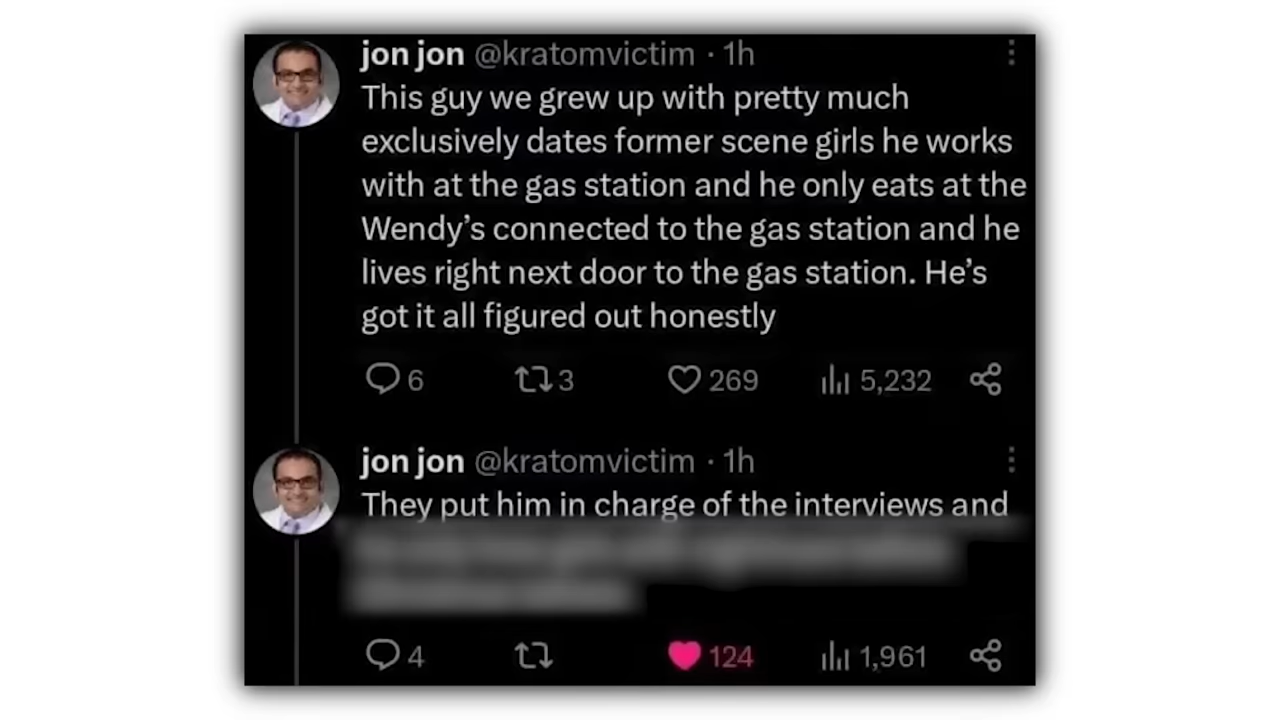 jon jon @kratomvictim · 1h
This guy we grew up with pretty much
exclusively dates former scene girls he works
with at the gas station and he only eats at the
Wendy’s connected to the gas station and he
lives right next door to the gas station. He’s
got it all figured out honestly
6 3 269 5,232
jon jon @kratomvictim · 1h
They put him in charge of the interviews and
4 124 1,961